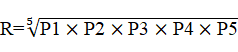 R=⁵√P1 × P2 × P3 × P4 × P5